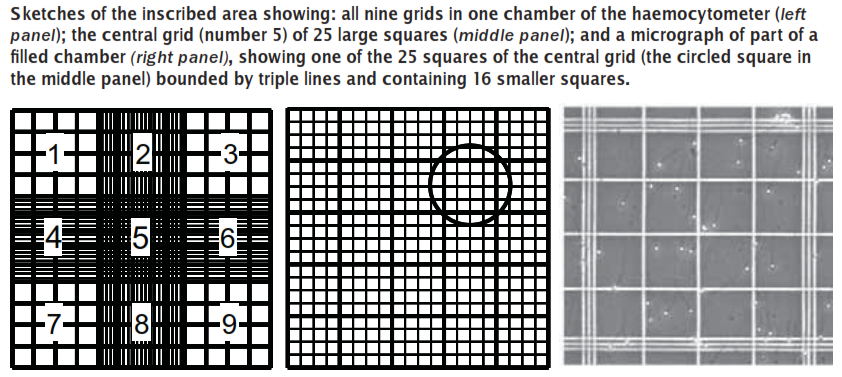 Sketches of the inscribed area showing: all nine grids in one chamber of the haemocytometer (left
panel); the central grid (number 5) of 25 large squares (middle panel); and a micrograph of part of a
filled chamber (right panel), showing one of the 25 squares of the central grid (the circled square in
the middle panel) bounded by triple lines and containing 16 smaller squares.
1 2 3
4 5 6
7 8 9